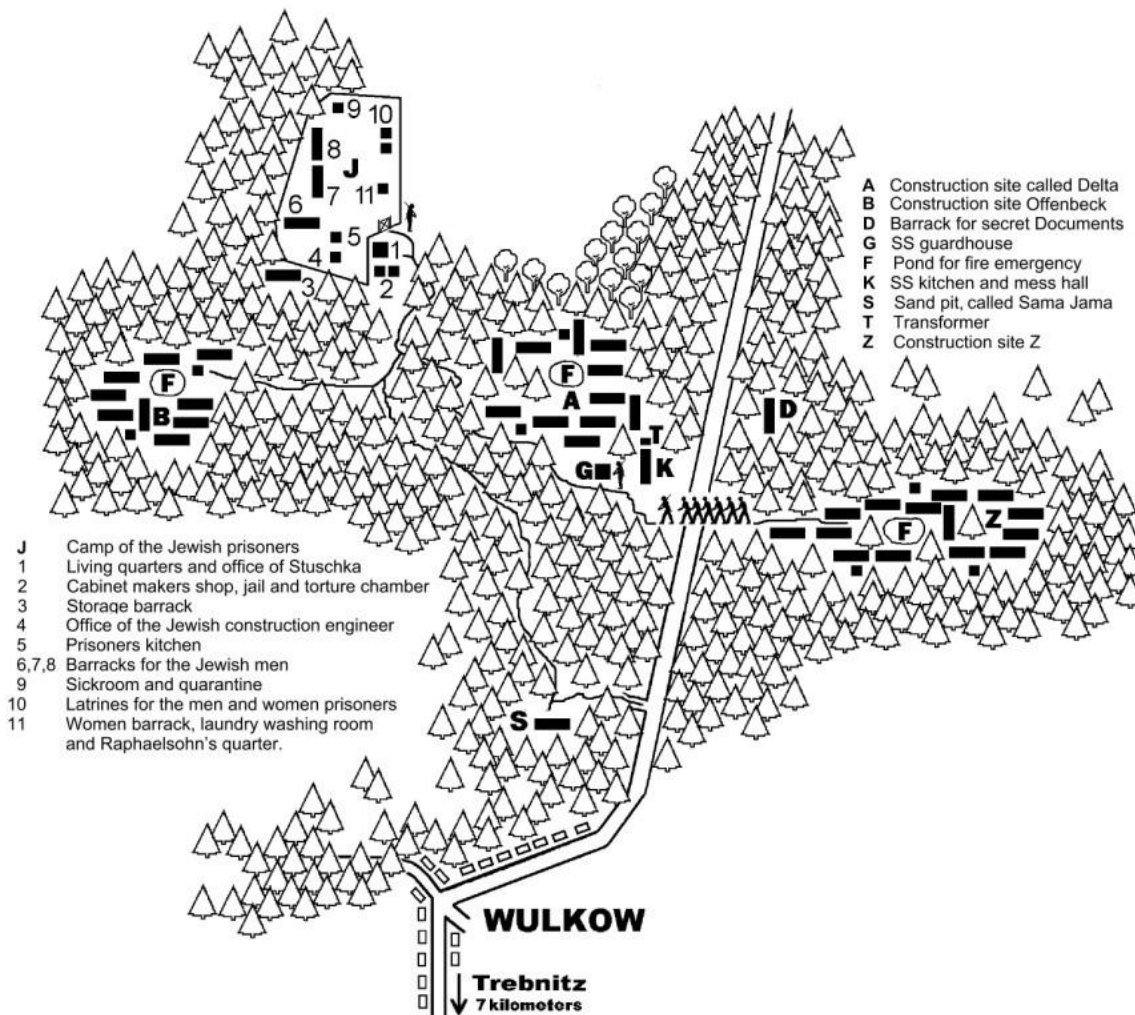 9
10
8
J
7
11
6
5
4
1
3
2
A Construction site called Delta
B Construction site Offenbeck
D Barrack for secret Documents
G SS guardhouse
F Pond for fire emergency
K SS kitchen and mess hall
S Sand pit, called Sama Jama
T Transformer
Z Construction site Z
F
B
F
A
T
G
K
D
F
Z
J Camp of the Jewish prisoners
1 Living quarters and office of Stuschka
2 Cabinet makers shop, jail and torture chamber
3 Storage barrack
4 Office of the Jewish construction engineer
5 Prisoners kitchen
6,7,8 Barracks for the Jewish men
9 Sickroom and quarantine
10 Latrines for the men and women prisoners
11 Women barrack, laundry washing room
and Raphaelsohn's quarter.
S
WULKOW
Trebnitz
7 kilometers